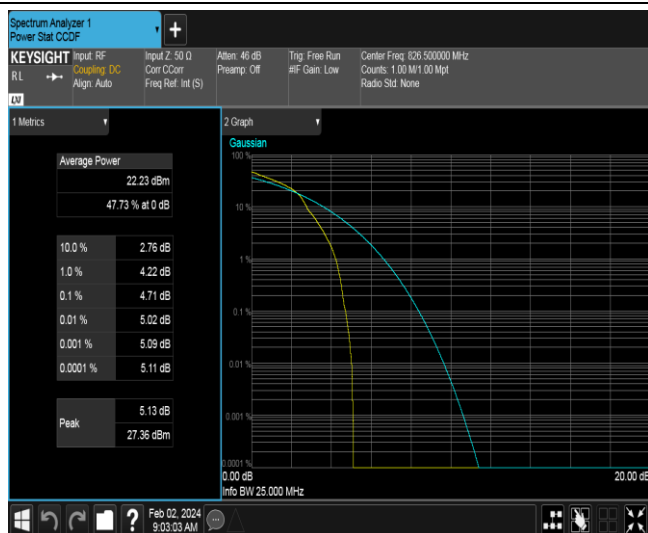 Spectrum Analyzer 1
Power Stat CCDF
+
KEYSIGHT Input: RF Input Z: 50 Ω Atten: 46 dB Trig: Free Run Center Freq: 826.500000 MHz
RL Coupling: DC Corr CCorr Preamp: Off #IF Gain: Low Counts: 1.00 M/1.00 Mpt
Align: Auto Freq Ref: Int (S) Radio Std: None
LXI
1 Metrics
Average Power
22.23 dBm
47.73 % at 0 dB
10.0 % 2.76 dB
1.0 % 4.22 dB
0.1 % 4.71 dB
0.01 % 5.02 dB
0.001 % 5.09 dB
0.0001 % 5.11 dB
Peak 5.13 dB
27.36 dBm
2 Graph
Gaussian
100 %
10 %
1 %
0.1 %
0.01 %
0.001 %
0.0001 %
0.00 dB 20.00 dB
Info BW 25.000 MHz
? Feb 02, 2024
9:03:03 AM